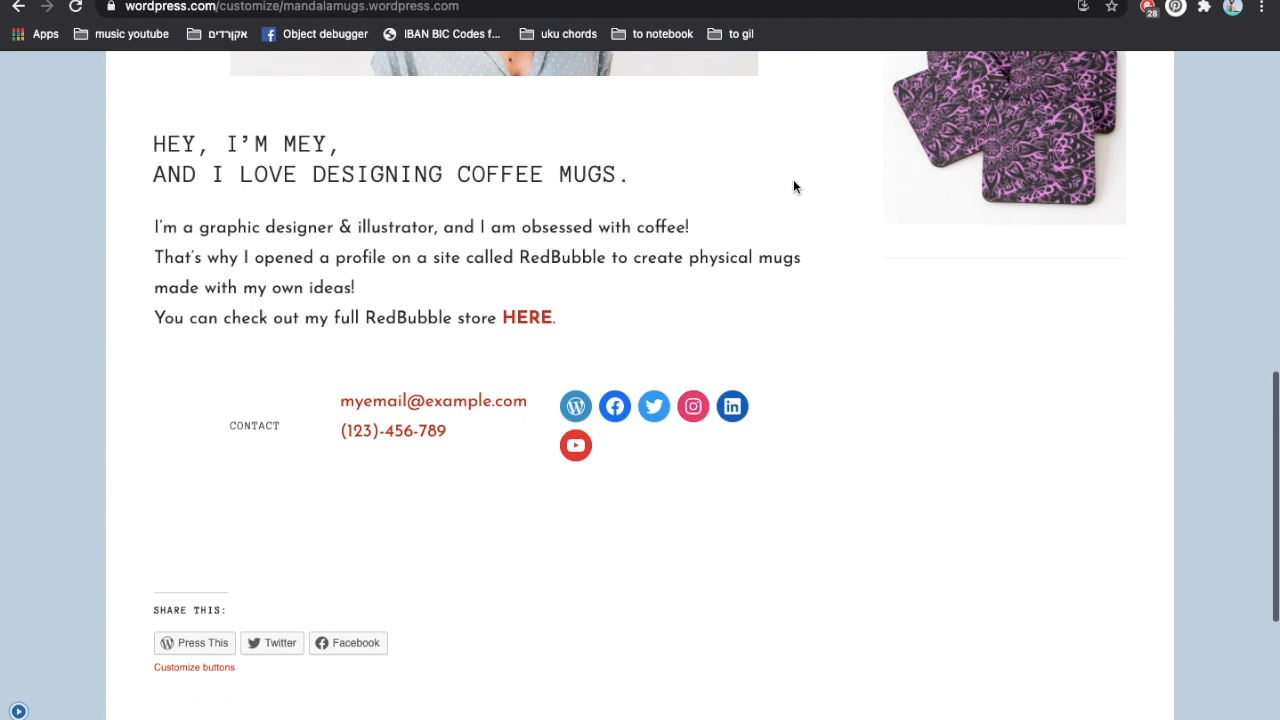 wordpress.com/customize/mandalamugs.wordpress.com
28
Apps music youtube אקורדים Object debugger IBAN BIC Codes f... uku chords to notebook to gil
HEY, I’M MEY,
AND I LOVE DESIGNING COFFEE MUGS.
I’m a graphic designer & illustrator, and I am obsessed with coffee!
That’s why I opened a profile on a site called RedBubble to create physical mugs
made with my own ideas!
You can check out my full RedBubble store HERE.
CONTACT
myemail@example.com
(123)-456-789
SHARE THIS:
Press This Twitter Facebook
Customize buttons